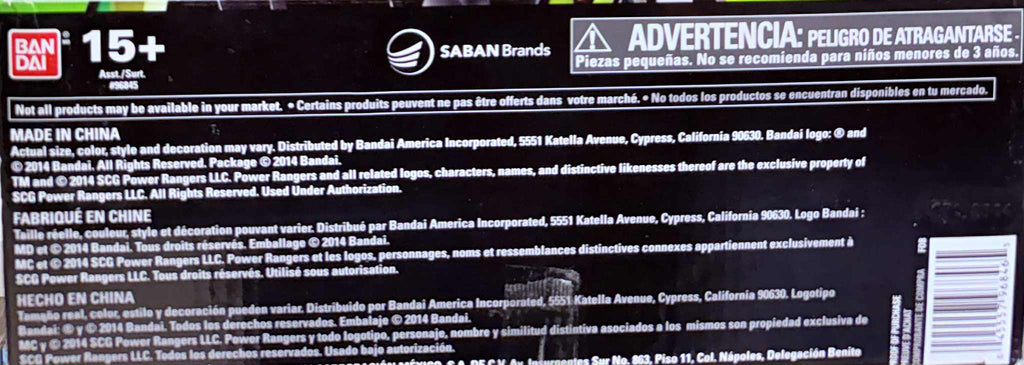 BAN
DAI
®
15+
Asst./Surt.
#96845
SABAN Brands
ADVERTENCIA: PELIGRO DE ATRAGANTARSE -
Piezas pequeñas. No se recomienda para niños menores de 3 años.
Not all products may be available in your market. • Certains produits peuvent ne pas être offerts dans votre marché. • No todos los productos se encuentran disponibles en tu mercado.
MADE IN CHINA
Actual size, color, style and decoration may vary. Distributed by Bandai America Incorporated, 5551 Katella Avenue, Cypress, California 90630. Bandai logo: ® and
© 2014 Bandai. All Rights Reserved. Package © 2014 Bandai.
TM and © 2014 SCG Power Rangers LLC. Power Rangers and all related logos, characters, names, and distinctive likenesses thereof are the exclusive property of
SCG Power Rangers LLC. All Rights Reserved. Used Under Authorization.
FABRIQUÉ EN CHINE
Taille réelle, couleur, style et décoration pouvant varier. Distribué par Bandai America Incorporated, 5551 Katella Avenue, Cypress, California 90630. Logo Bandai :
MD et © 2014 Bandai. Tous droits réservés. Emballage © 2014 Bandai.
MC et © 2014 SCG Power Rangers LLC. Power Rangers et les logos, personnages, noms et ressemblances distinctives connexes appartiennent exclusivement à
SCG Power Rangers LLC. Tous droits réservés. Utilisé sous autorisation.
HECHO EN CHINA
Tamaño real, color, estilo y decoración pueden variar. Distribuido por Bandai America Incorporated, 5551 Katella Avenue, Cypress, California 90630. Logotipo
Bandai: ® y © 2014 Bandai. Todos los derechos reservados. Embalaje © 2014 Bandai.
MC y © 2014 SCG Power Rangers LLC. Power Rangers y todo logotipo, personaje, nombre y similitud distintiva asociados a los mismos son propiedad exclusiva de
SCG Power Rangers LLC. Todos los derechos reservados. Usado bajo autorización.
MÉXICO S.A. DE C.V. Av. Insurgentes Sur No. 863, Piso 11, Col. Nápoles, Delegación Benito
OF PURCHASE
D'ACHAT
DE COMPRA
FOR